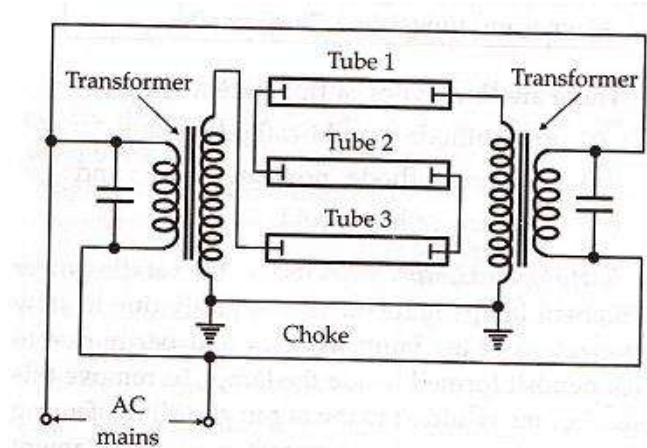 Tube 1
Transformer
Transformer
Tube 2
Tube 3
Choke
AC
mains